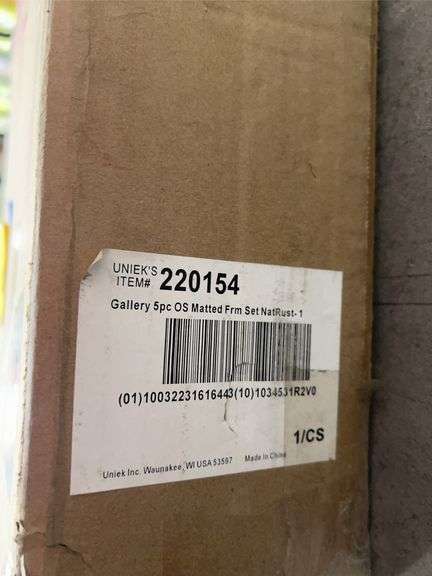 UNIEK'S
ITEM# 220154
Gallery 5pc OS Matted Frm Set NatRust- 1
(01)10032231616443(10)1034531R2V0
1/CS
Uniek Inc. Waunakee, WI USA 53597 Made In China